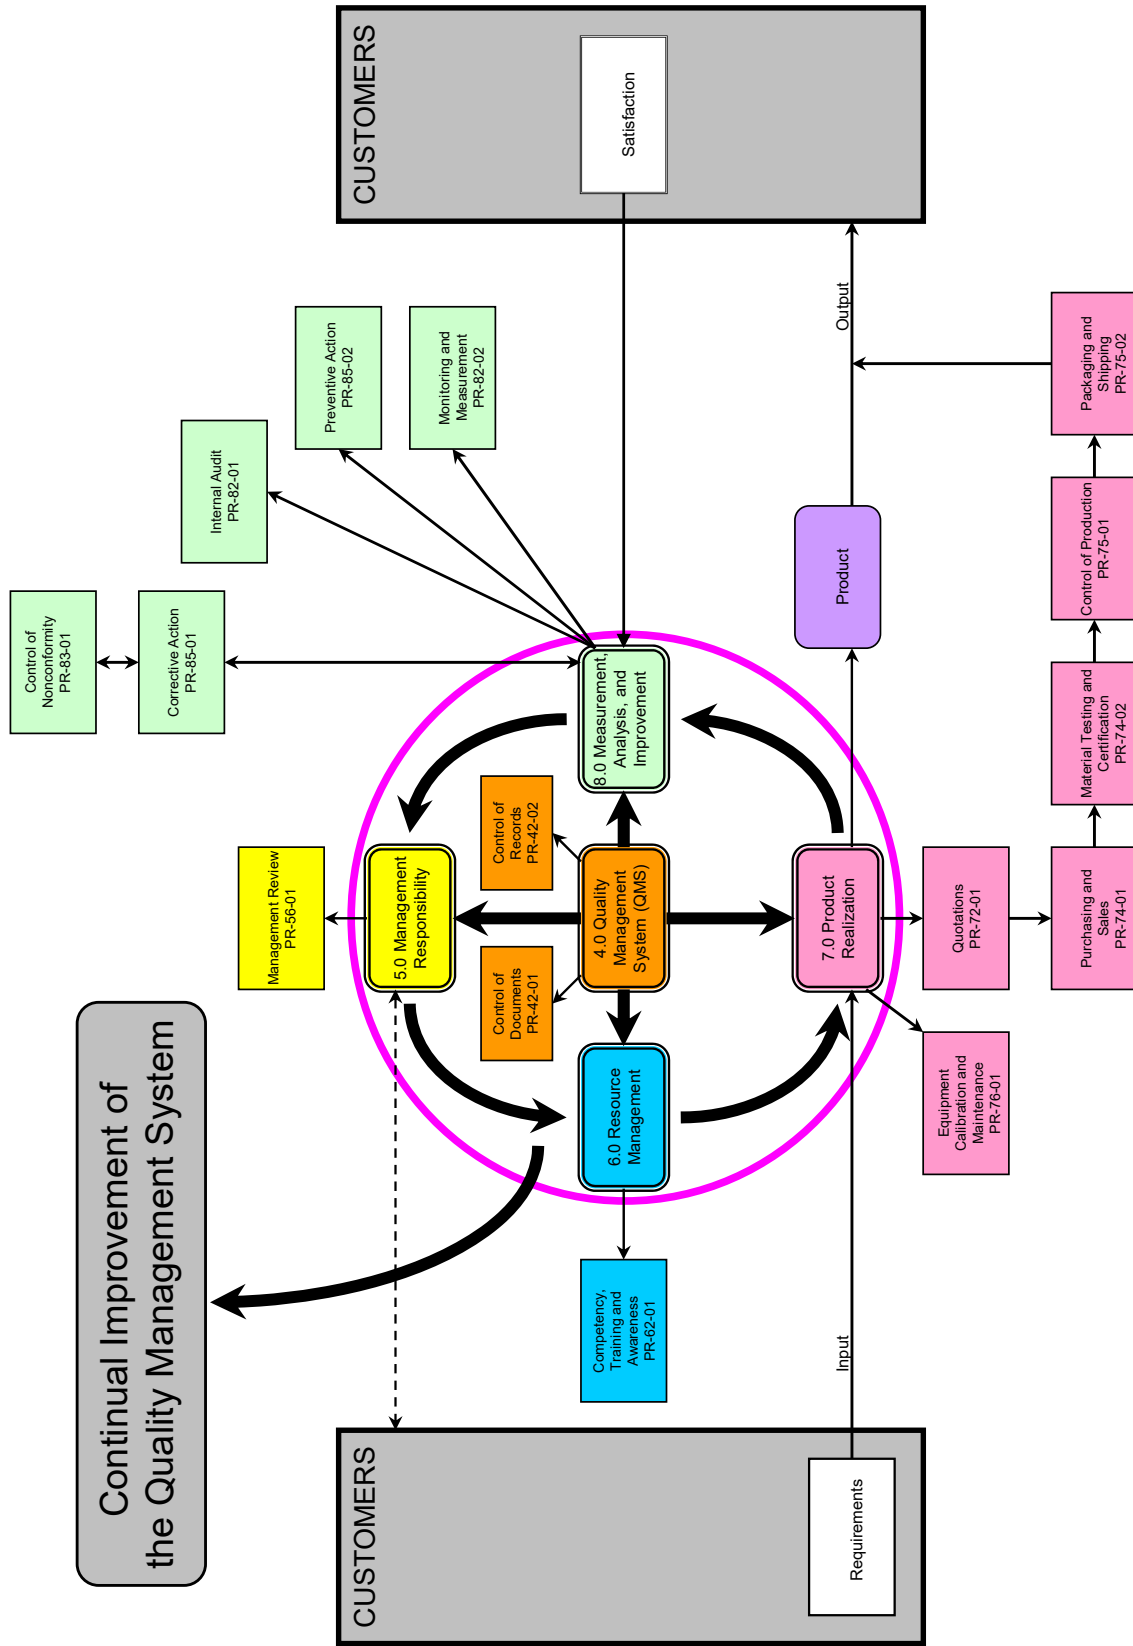 Continual Improvement of
the Quality Management System
CUSTOMERS
Requirements
Input
Competency,
Training and
Awareness
PR-62-01
6.0 Resource
Management
Management Review
PR-56-01
5.0 Management
Responsibility
Control of
Documents
PR-42-01
Control of
Records
PR-42-02
4.0 Quality
Management
System (QMS)
7.0 Product
Realization
Equipment
Calibration and
Maintenance
PR-76-01
Quotations
PR-72-01
Purchasing and
Sales
PR-74-01
Material Testing and
Certification
PR-74-02
Control of Production
PR-75-01
Packaging and
Shipping
PR-75-02
8.0 Measurement,
Analysis, and
Improvement
Control of
Nonconformity
PR-83-01
Corrective Action
PR-85-01
Internal Audit
PR-82-01
Preventive Action
PR-85-02
Monitoring and
Measurement
PR-82-02
Product
Output
CUSTOMERS
Satisfaction